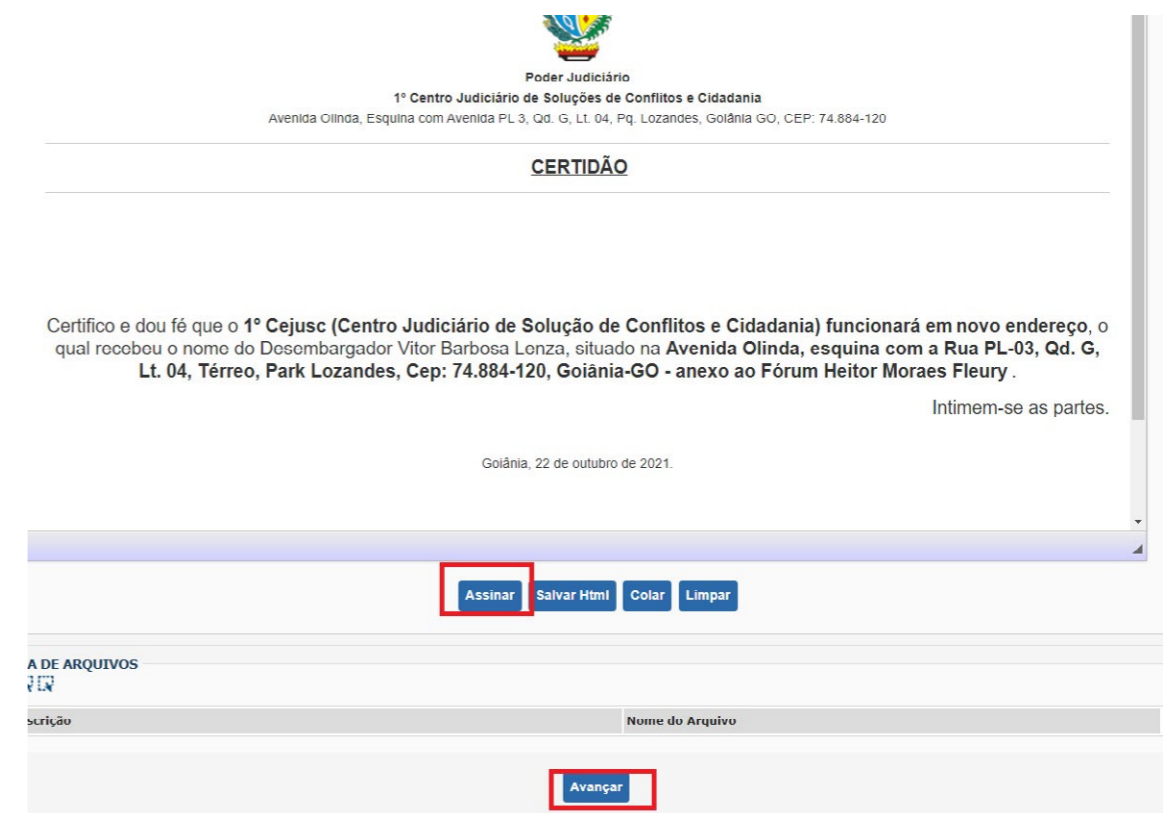 Poder Judiciário
1º Centro Judiciário de Soluções de Conflitos e Cidadania
Avenida Olinda, Esquina com Avenida PL 3, Qd. G, Lt. 04, Pq. Lozandes, Goiânia GO, CEP: 74.884-120
CERTIDÃO
Certifico e dou fé que o 1º Cejusc (Centro Judiciário de Solução de Conflitos e Cidadania) funcionará em novo endereço, o
qual recebeu o nome do Desembargador Vitor Barbosa Lenza, situado na Avenida Olinda, esquina com a Rua PL-03, Qd. G,
Lt. 04, Térreo, Park Lozandes, Cep: 74.884-120, Goiânia-GO - anexo ao Fórum Heitor Moraes Fleury .
Intimem-se as partes.
Goiânia, 22 de outubro de 2021.
Assinar Salvar Html Colar Limpar
A DE ARQUIVOS
scrição Nome do Arquivo
Avançar